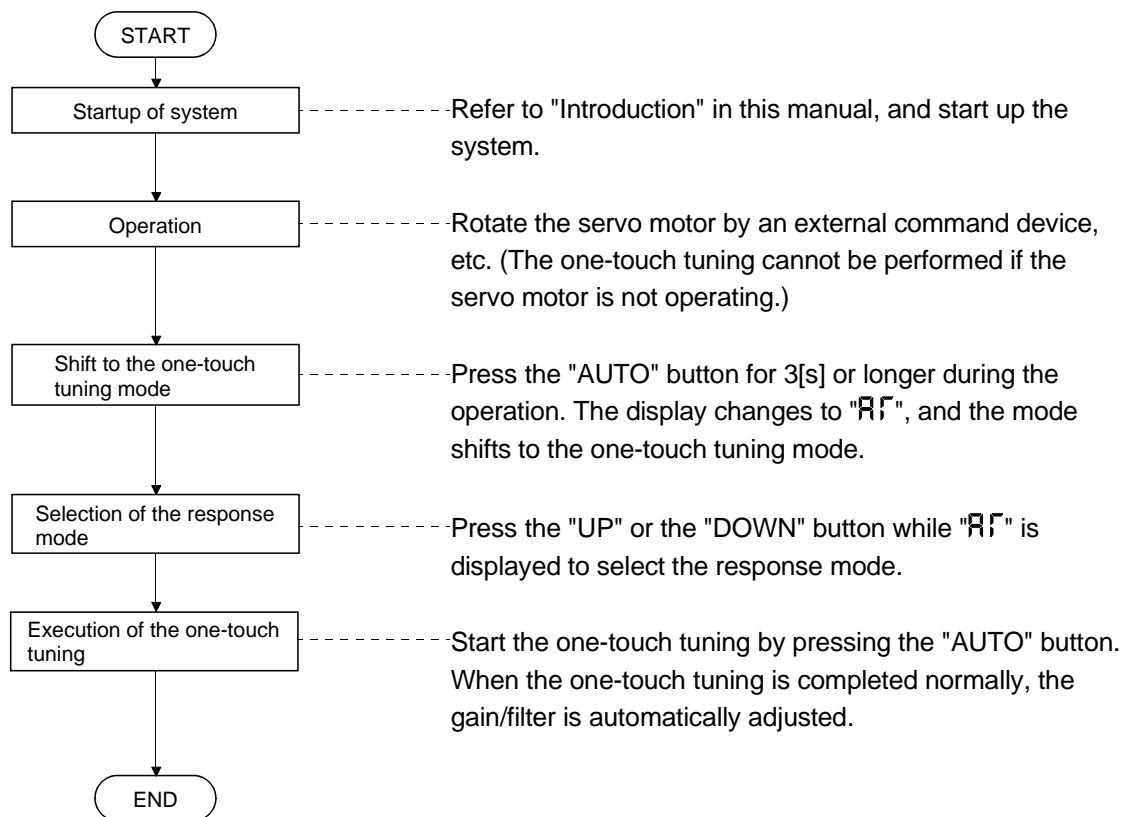 START
Startup of system
Refer to "Introduction" in this manual, and start up the
system.
Operation
Rotate the servo motor by an external command device,
etc. (The one-touch tuning cannot be performed if the
servo motor is not operating.)
Shift to the one-touch
tuning mode
Press the "AUTO" button for 3[s] or longer during the
operation. The display changes to "", and the mode
shifts to the one-touch tuning mode.
Selection of the response
mode
Press the "UP" or the "DOWN" button while "" is
displayed to select the response mode.
Execution of the one-touch
tuning
Start the one-touch tuning by pressing the "AUTO" button.
When the one-touch tuning is completed normally, the
gain/filter is automatically adjusted.
END